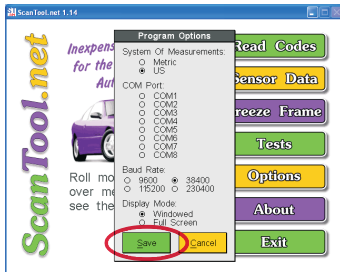 ScanTool.net 1.14
ScanTool.net
Inexpens
for the
Aut
Roll mo
over me
see the
Program Options
System Of Measurements:
Metric
US
COM Port:
COM1
COM2
COM3
COM4
COM5
COM6
COM7
COM8
Baud Rate:
9600 38400
115200 230400
Display Mode:
Windowed
Full Screen
Save Cancel
Read Codes
Sensor Data
reeze Frame
Tests
Options
About
Exit